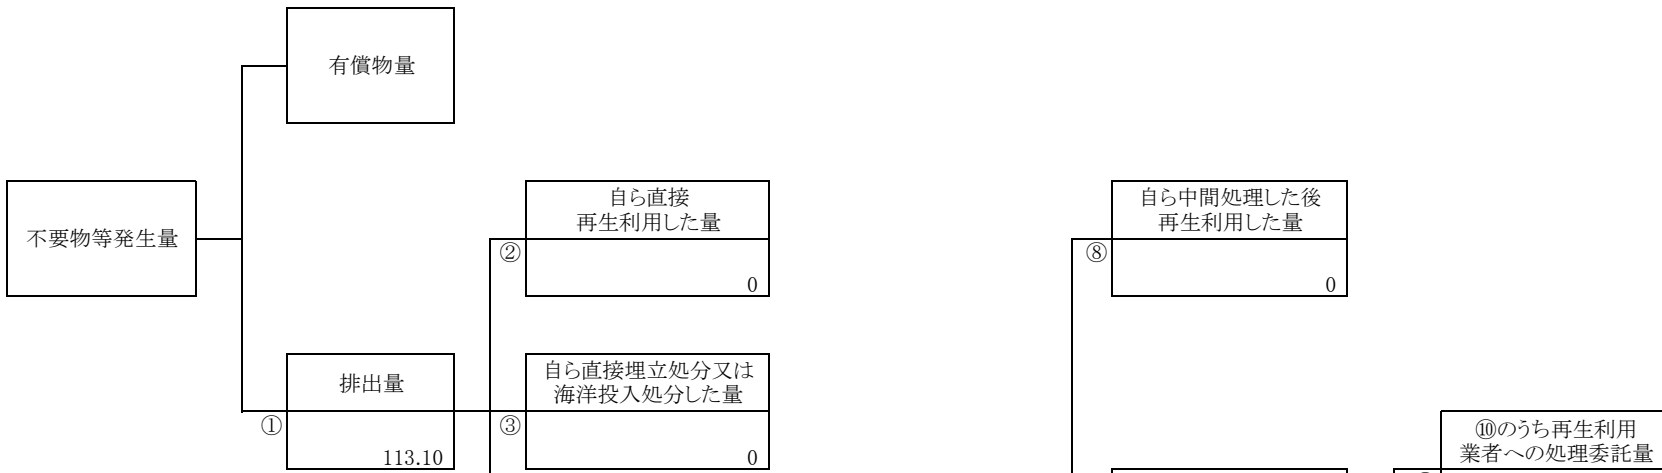 有償物量
不要物等発生量
自ら直接
再生利用した量
②
0
自ら中間処理した後
再生利用した量
⑧
0
排出量
①
113.10
自ら直接埋立処分又は
海洋投入処分した量
③
0
⑩のうち再生利用
業者への処理委託量